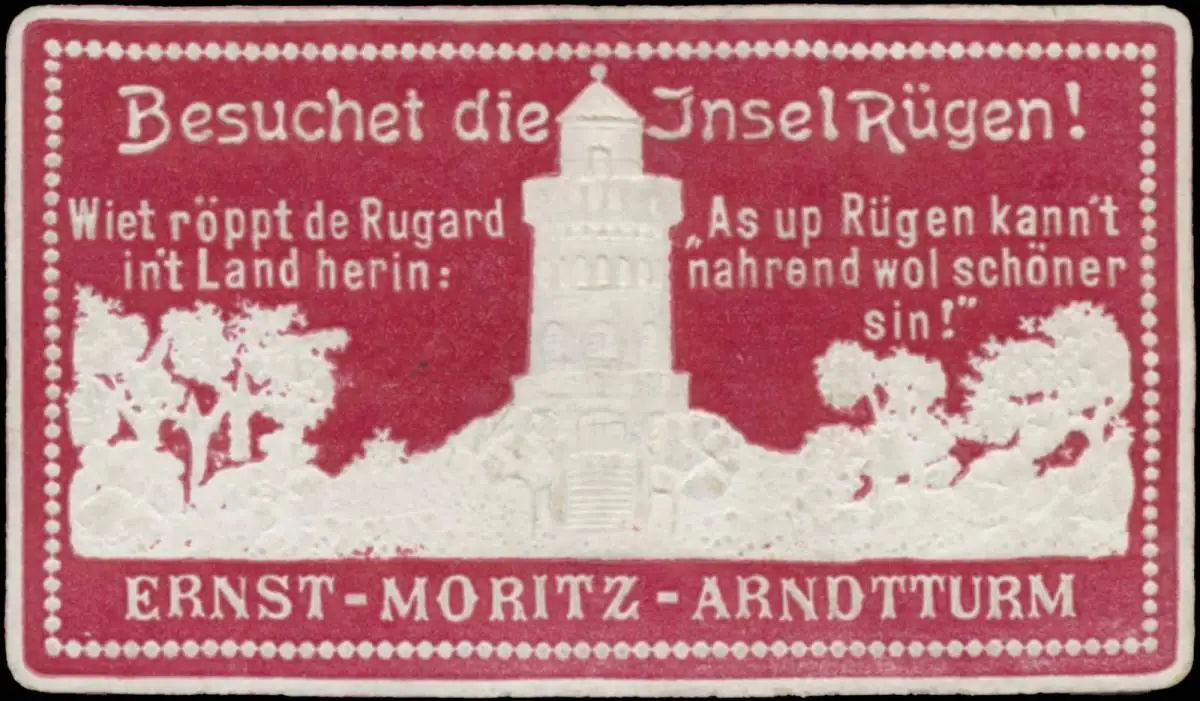 Besuchet die Insel Rügen!
Wiet röppt de Rugard
in't Land herin:
„As up Rügen kann't
nahrend wol schöner
sin!"
ERNST-MORITZ-ARNDTTURM